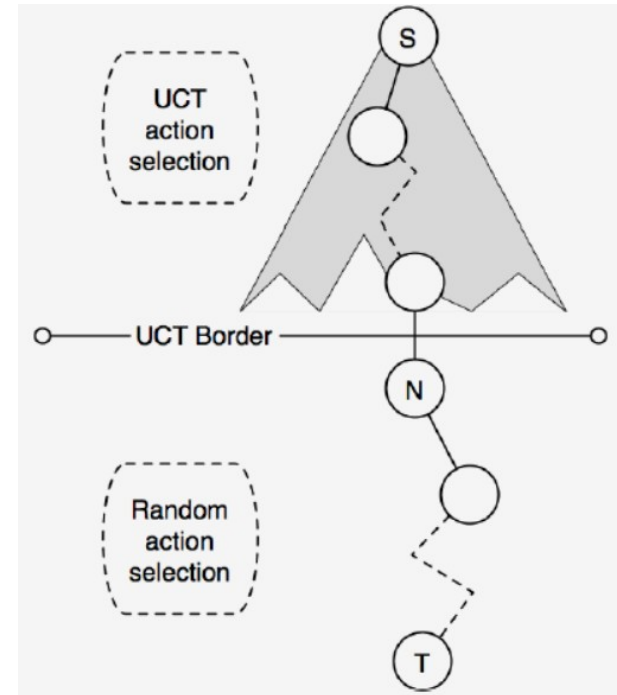 S
UCT
action
selection
UCT Border
N
Random
action
selection
T